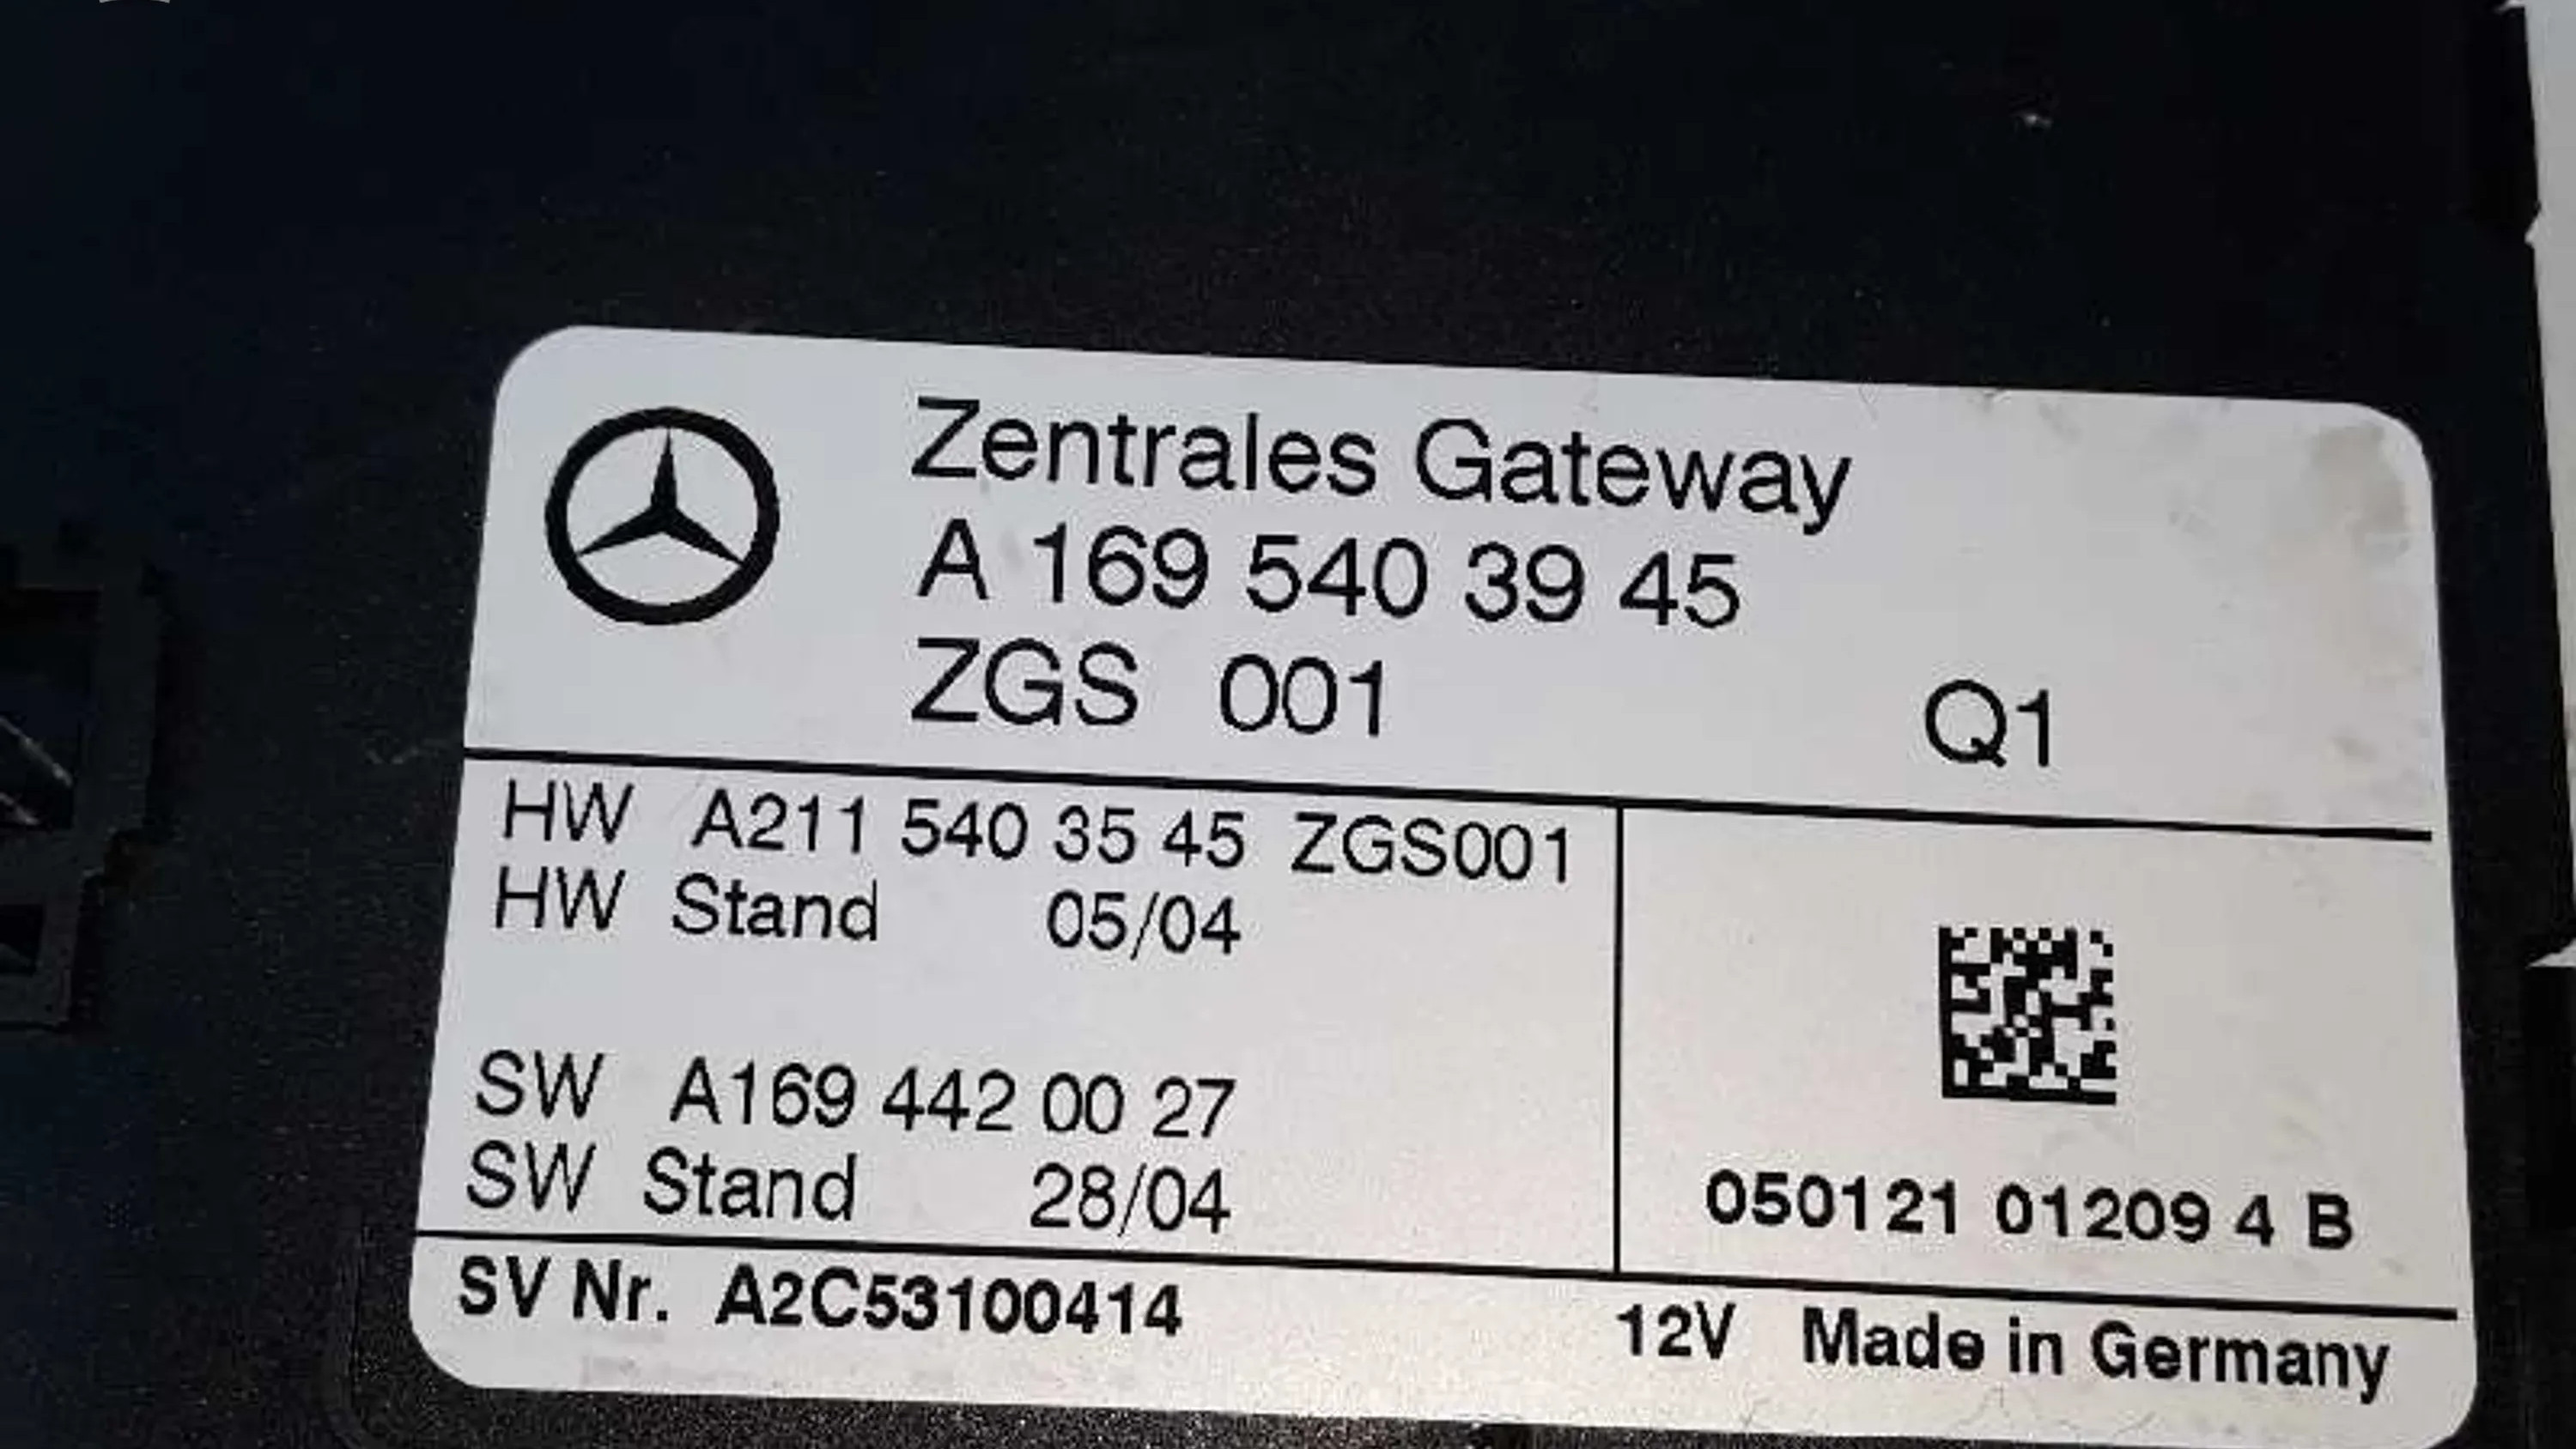 Zentrales Gateway
A 169 540 39 45
ZGS 001 Q1
HW A211 540 35 45 ZGS001
HW Stand 05/04
SW A169 442 00 27
SW Stand 28/04
050121 01209 4 B
SV Nr. A2C53100414
12V Made in Germany